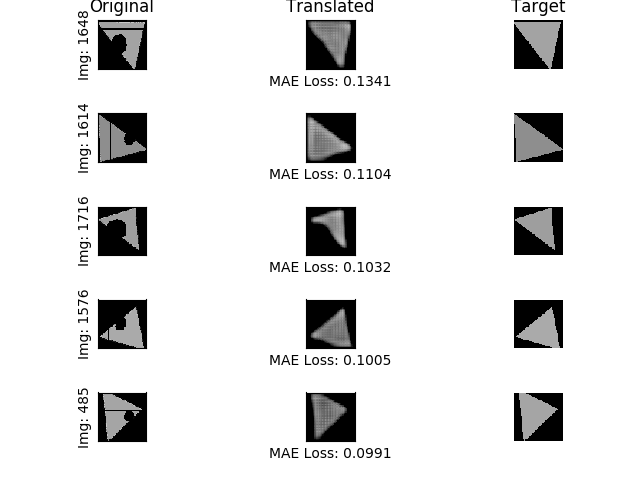 Original Translated Target
Img: 1648
MAE Loss: 0.1341
Img: 1614
MAE Loss: 0.1104
Img: 1716
MAE Loss: 0.1032
Img: 1576
MAE Loss: 0.1005
Img: 485
MAE Loss: 0.0991